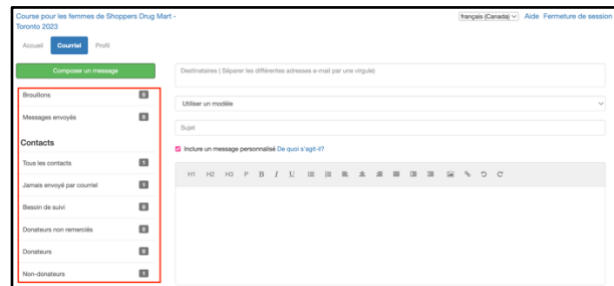 Course pour les femmes de Shoppers Drug Mart -
Toronto 2023
français (Canada) Aide Fermeture de session
Accueil Courriel Profil
Composer un message
Destinataires ( Séparer les différentes adresses e-mail par une virgule)
Brouillons 0
Utiliser un modèle
Messages envoyés 0
Sujet
Contacts
Inclure un message personnalisé De quoi s'agit-il?
Tous les contacts 1
H1 H2 H3 P B I U
Jamais envoyé par courriel 1
Besoin de suivi 0
Donateurs non remerciés 0
Donateurs 0
Non-donateurs 1